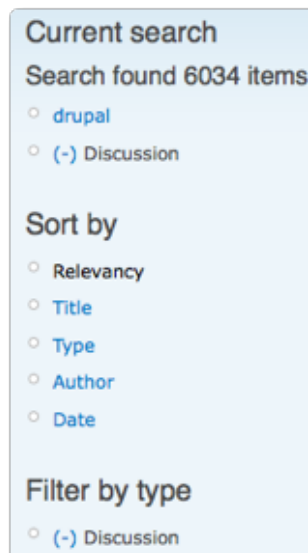 Current search
Search found 6034 items
drupal
(-) Discussion
Sort by
Relevancy
Title
Type
Author
Date
Filter by type
(-) Discussion